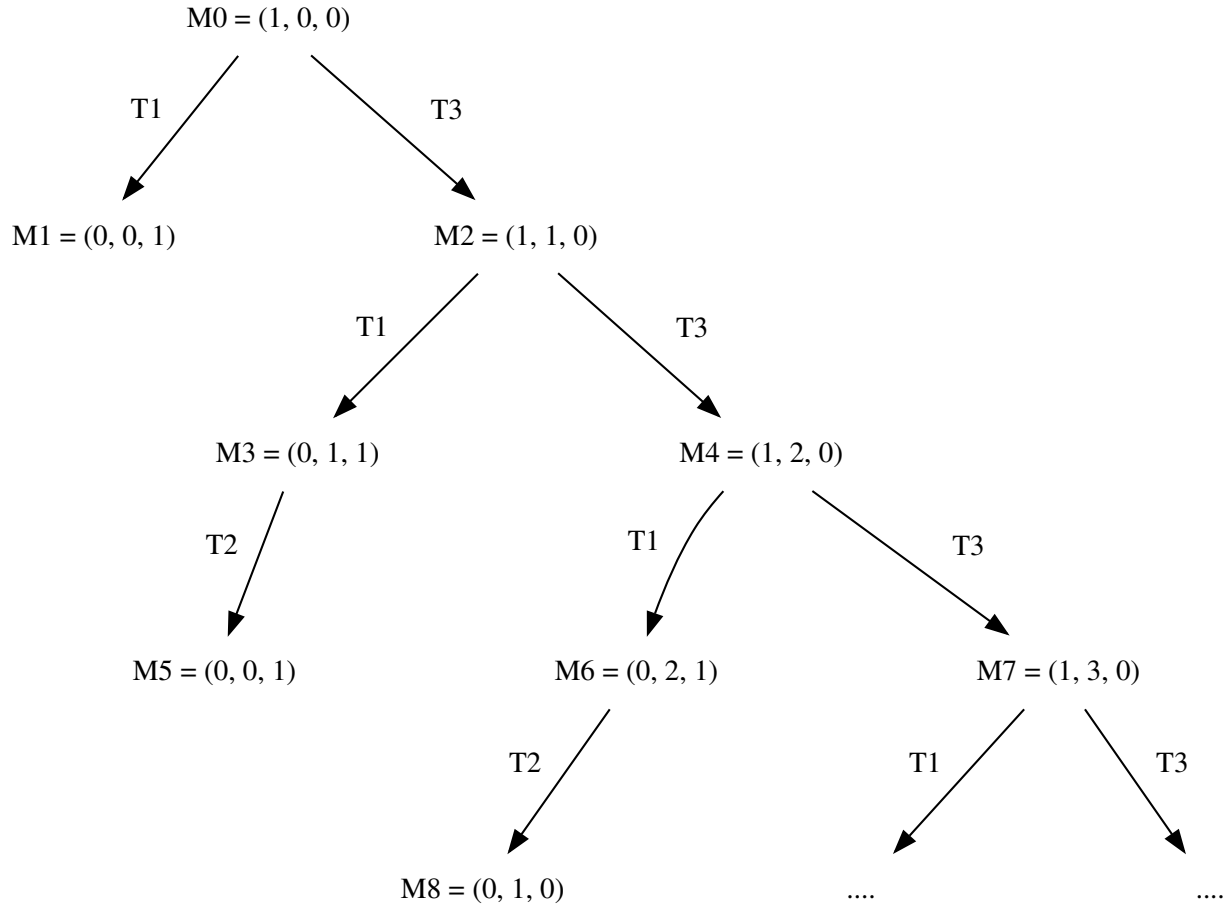 M0 = (1, 0, 0)
T1
T3
M1 = (0, 0, 1)
M2 = (1, 1, 0)
T1
T3
M3 = (0, 1, 1)
M4 = (1, 2, 0)
T2
T1
T3
M5 = (0, 0, 1)
M6 = (0, 2, 1)
M7 = (1, 3, 0)
T2
T1
T3
M8 = (0, 1, 0)
....
....